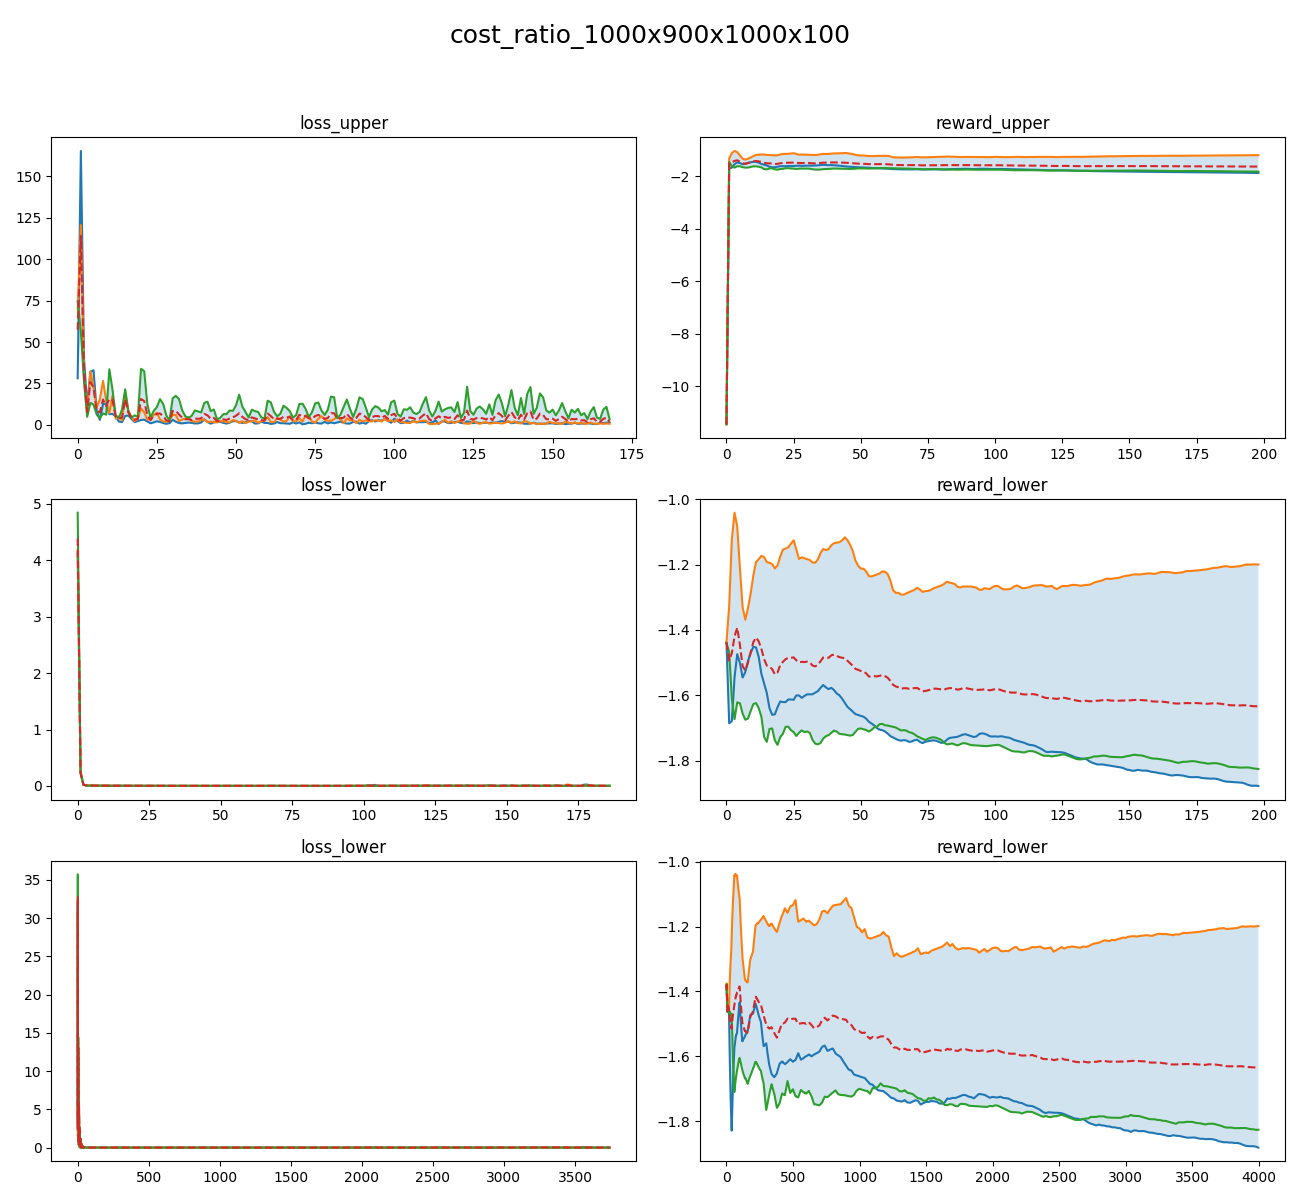 cost_ratio_1000x900x1000x100
loss_upper
150
125
100
75
50
25
0
0 25 50 75 100 125 150 175
reward_upper
−2
−4
−6
−8
−10
0 25 50 75 100 125 150 175 200
loss_lower
5
4
3
2
1
0
0 25 50 75 100 125 150 175
reward_lower
−1.0
−1.2
−1.4
−1.6
−1.8
0 25 50 75 100 125 150 175 200
loss_lower
35
30
25
20
15
10
5
0
0 500 1000 1500 2000 2500 3000 3500
reward_lower
−1.0
−1.2
−1.4
−1.6
−1.8
0 500 1000 1500 2000 2500 3000 3500 4000